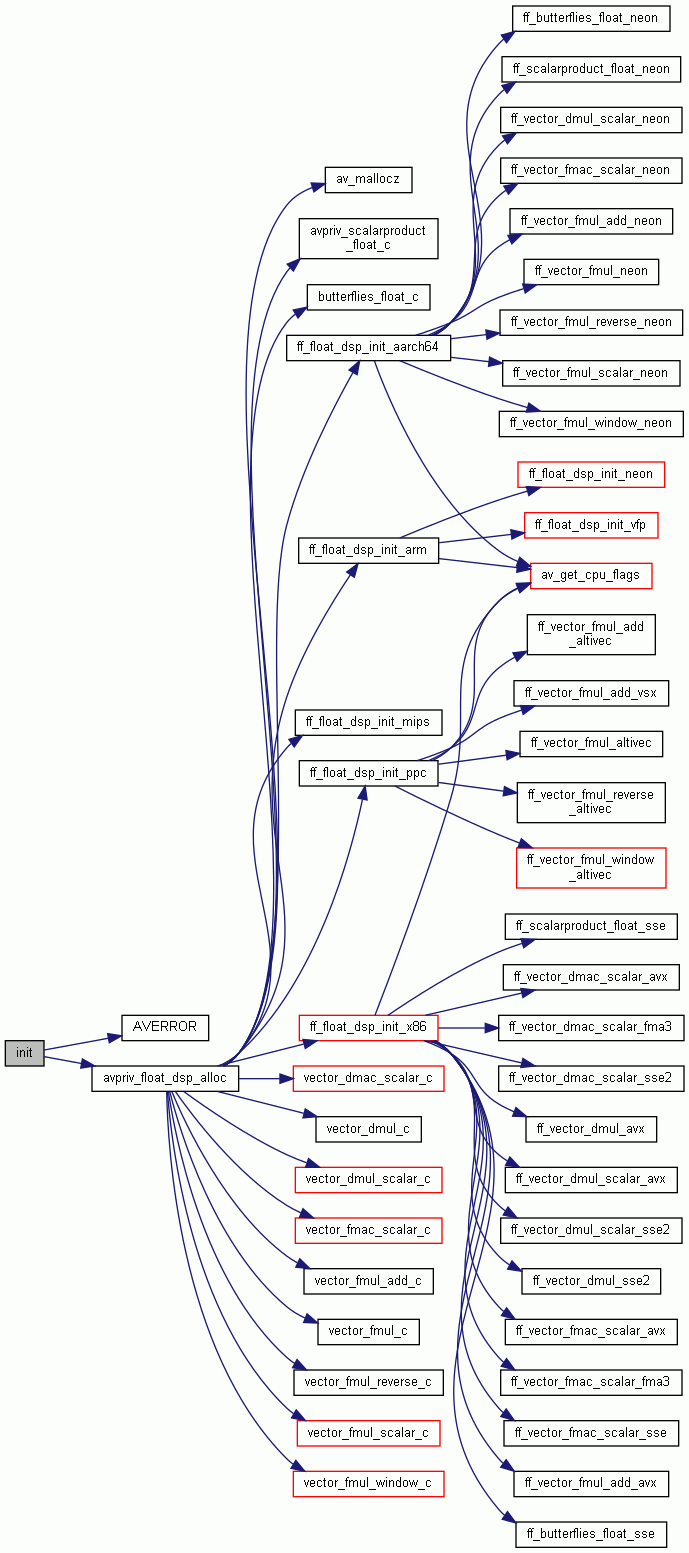 init
AVERROR
avpriv_float_dsp_alloc
av_mallocz
avpriv_scalarproduct
_float_c
butterflies_float_c
ff_float_dsp_init_aarch64
ff_float_dsp_init_arm
ff_float_dsp_init_mips
ff_float_dsp_init_ppc
ff_float_dsp_init_x86
vector_dmac_scalar_c
vector_dmul_c
vector_dmul_scalar_c
vector_fmac_scalar_c
vector_fmul_add_c
vector_fmul_c
vector_fmul_reverse_c
vector_fmul_scalar_c
vector_fmul_window_c
ff_butterflies_float_neon
ff_scalarproduct_float_neon
ff_vector_dmul_scalar_neon
ff_vector_fmac_scalar_neon
ff_vector_fmul_add_neon
ff_vector_fmul_neon
ff_vector_fmul_reverse_neon
ff_vector_fmul_scalar_neon
ff_vector_fmul_window_neon
ff_float_dsp_init_neon
ff_float_dsp_init_vfp
av_get_cpu_flags
ff_vector_fmul_add
_altivec
ff_vector_fmul_add_vsx
ff_vector_fmul_altivec
ff_vector_fmul_reverse
_altivec
ff_vector_fmul_window
_altivec
ff_scalarproduct_float_sse
ff_vector_dmac_scalar_avx
ff_vector_dmac_scalar_fma3
ff_vector_dmac_scalar_sse2
ff_vector_dmul_avx
ff_vector_dmul_scalar_avx
ff_vector_dmul_scalar_sse2
ff_vector_dmul_sse2
ff_vector_fmac_scalar_avx
ff_vector_fmac_scalar_fma3
ff_vector_fmac_scalar_sse
ff_vector_fmul_add_avx
ff_butterflies_float_sse